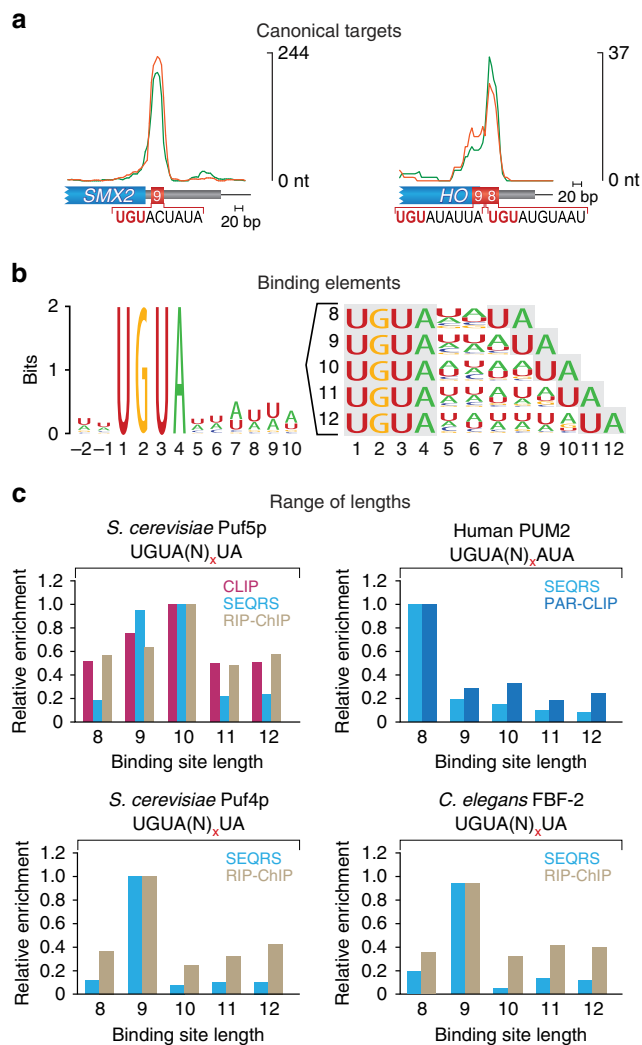 a
Canonical targets
244
0 nt
SMX2
9
UGUACUAUA
20 bp
37
0 nt
HO
9 8
20 bp
UGUAUAUUA UGUAUGUAAU
b
Binding elements
2
Bits
1
0
–2 –1 1 2 3 4 5 6 7 8 9 10
8
9
10
11
12
1 2 3 4 5 6 7 8 9 10 11 12
c
Range of lengths
S. cerevisiae Puf5p
UGUA(N)xUA
CLIP
SEQRS
RIP-ChIP
Relative enrichment
1.2
1.0
0.8
0.6
0.4
0.2
0
8 9 10 11 12
Binding site length
Human PUM2
UGUA(N)xAUA
SEQRS
PAR-CLIP
Relative enrichment
1.2
1.0
0.8
0.6
0.4
0.2
0
8 9 10 11 12
Binding site length
S. cerevisiae Puf4p
UGUA(N)xUA
SEQRS
RIP-ChIP
Relative enrichment
1.2
1.0
0.8
0.6
0.4
0.2
0
8 9 10 11 12
Binding site length
C. elegans FBF-2
UGUA(N)xUA
SEQRS
RIP-ChIP
Relative enrichment
1.2
1.0
0.8
0.6
0.4
0.2
0
8 9 10 11 12
Binding site length